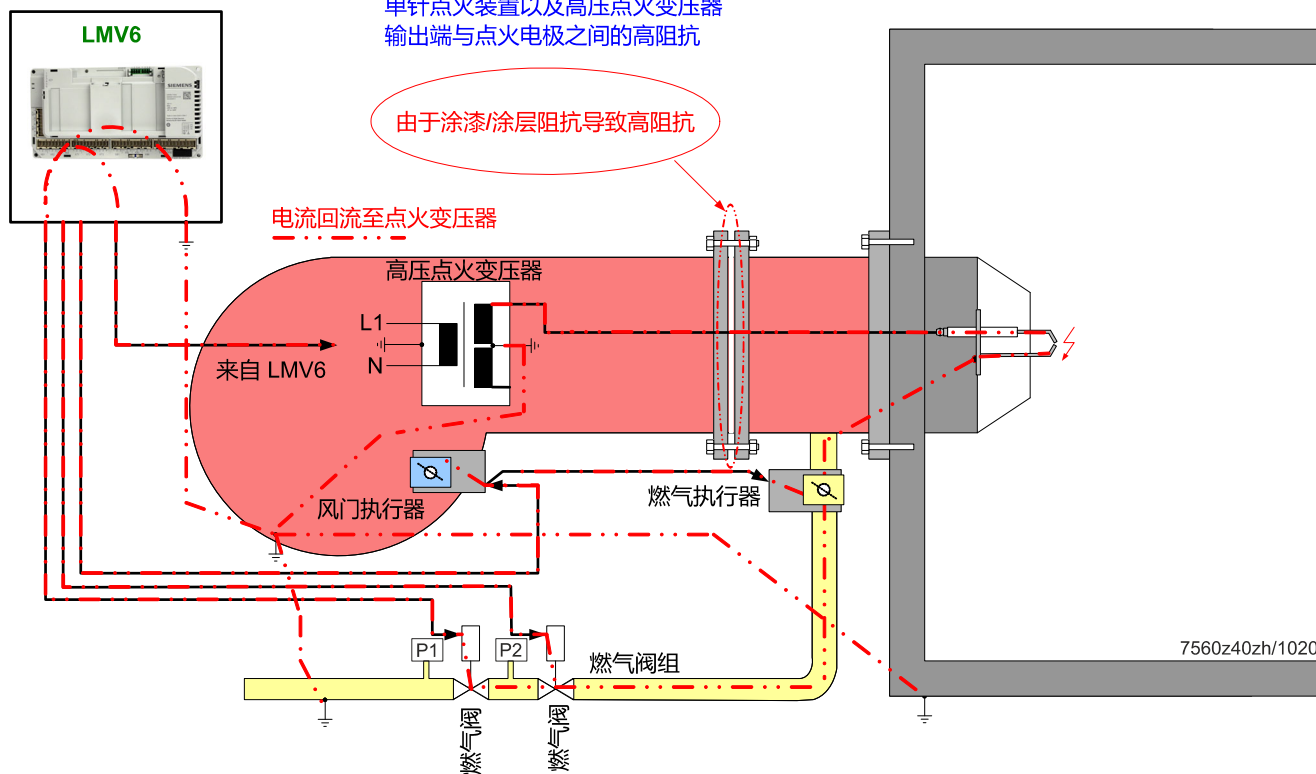 单针点火装置以及高压点火变压器
输出端与点火电极之间的高阻抗
LMV6
SIEMENS
由于涂漆/涂层阻抗导致高阻抗
电流回流至点火变压器
高压点火变压器
L1
N
来自 LMV6
风门执行器
燃气执行器
P1
P2
燃气阀组
燃气阀
燃气阀
7560z40zh/1020